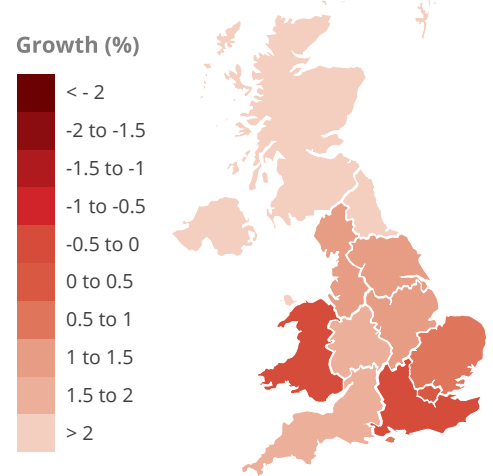 Growth (%)
< - 2
-2 to -1.5
-1.5 to -1
-1 to -0.5
-0.5 to 0
0 to 0.5
0.5 to 1
1 to 1.5
1.5 to 2
> 2